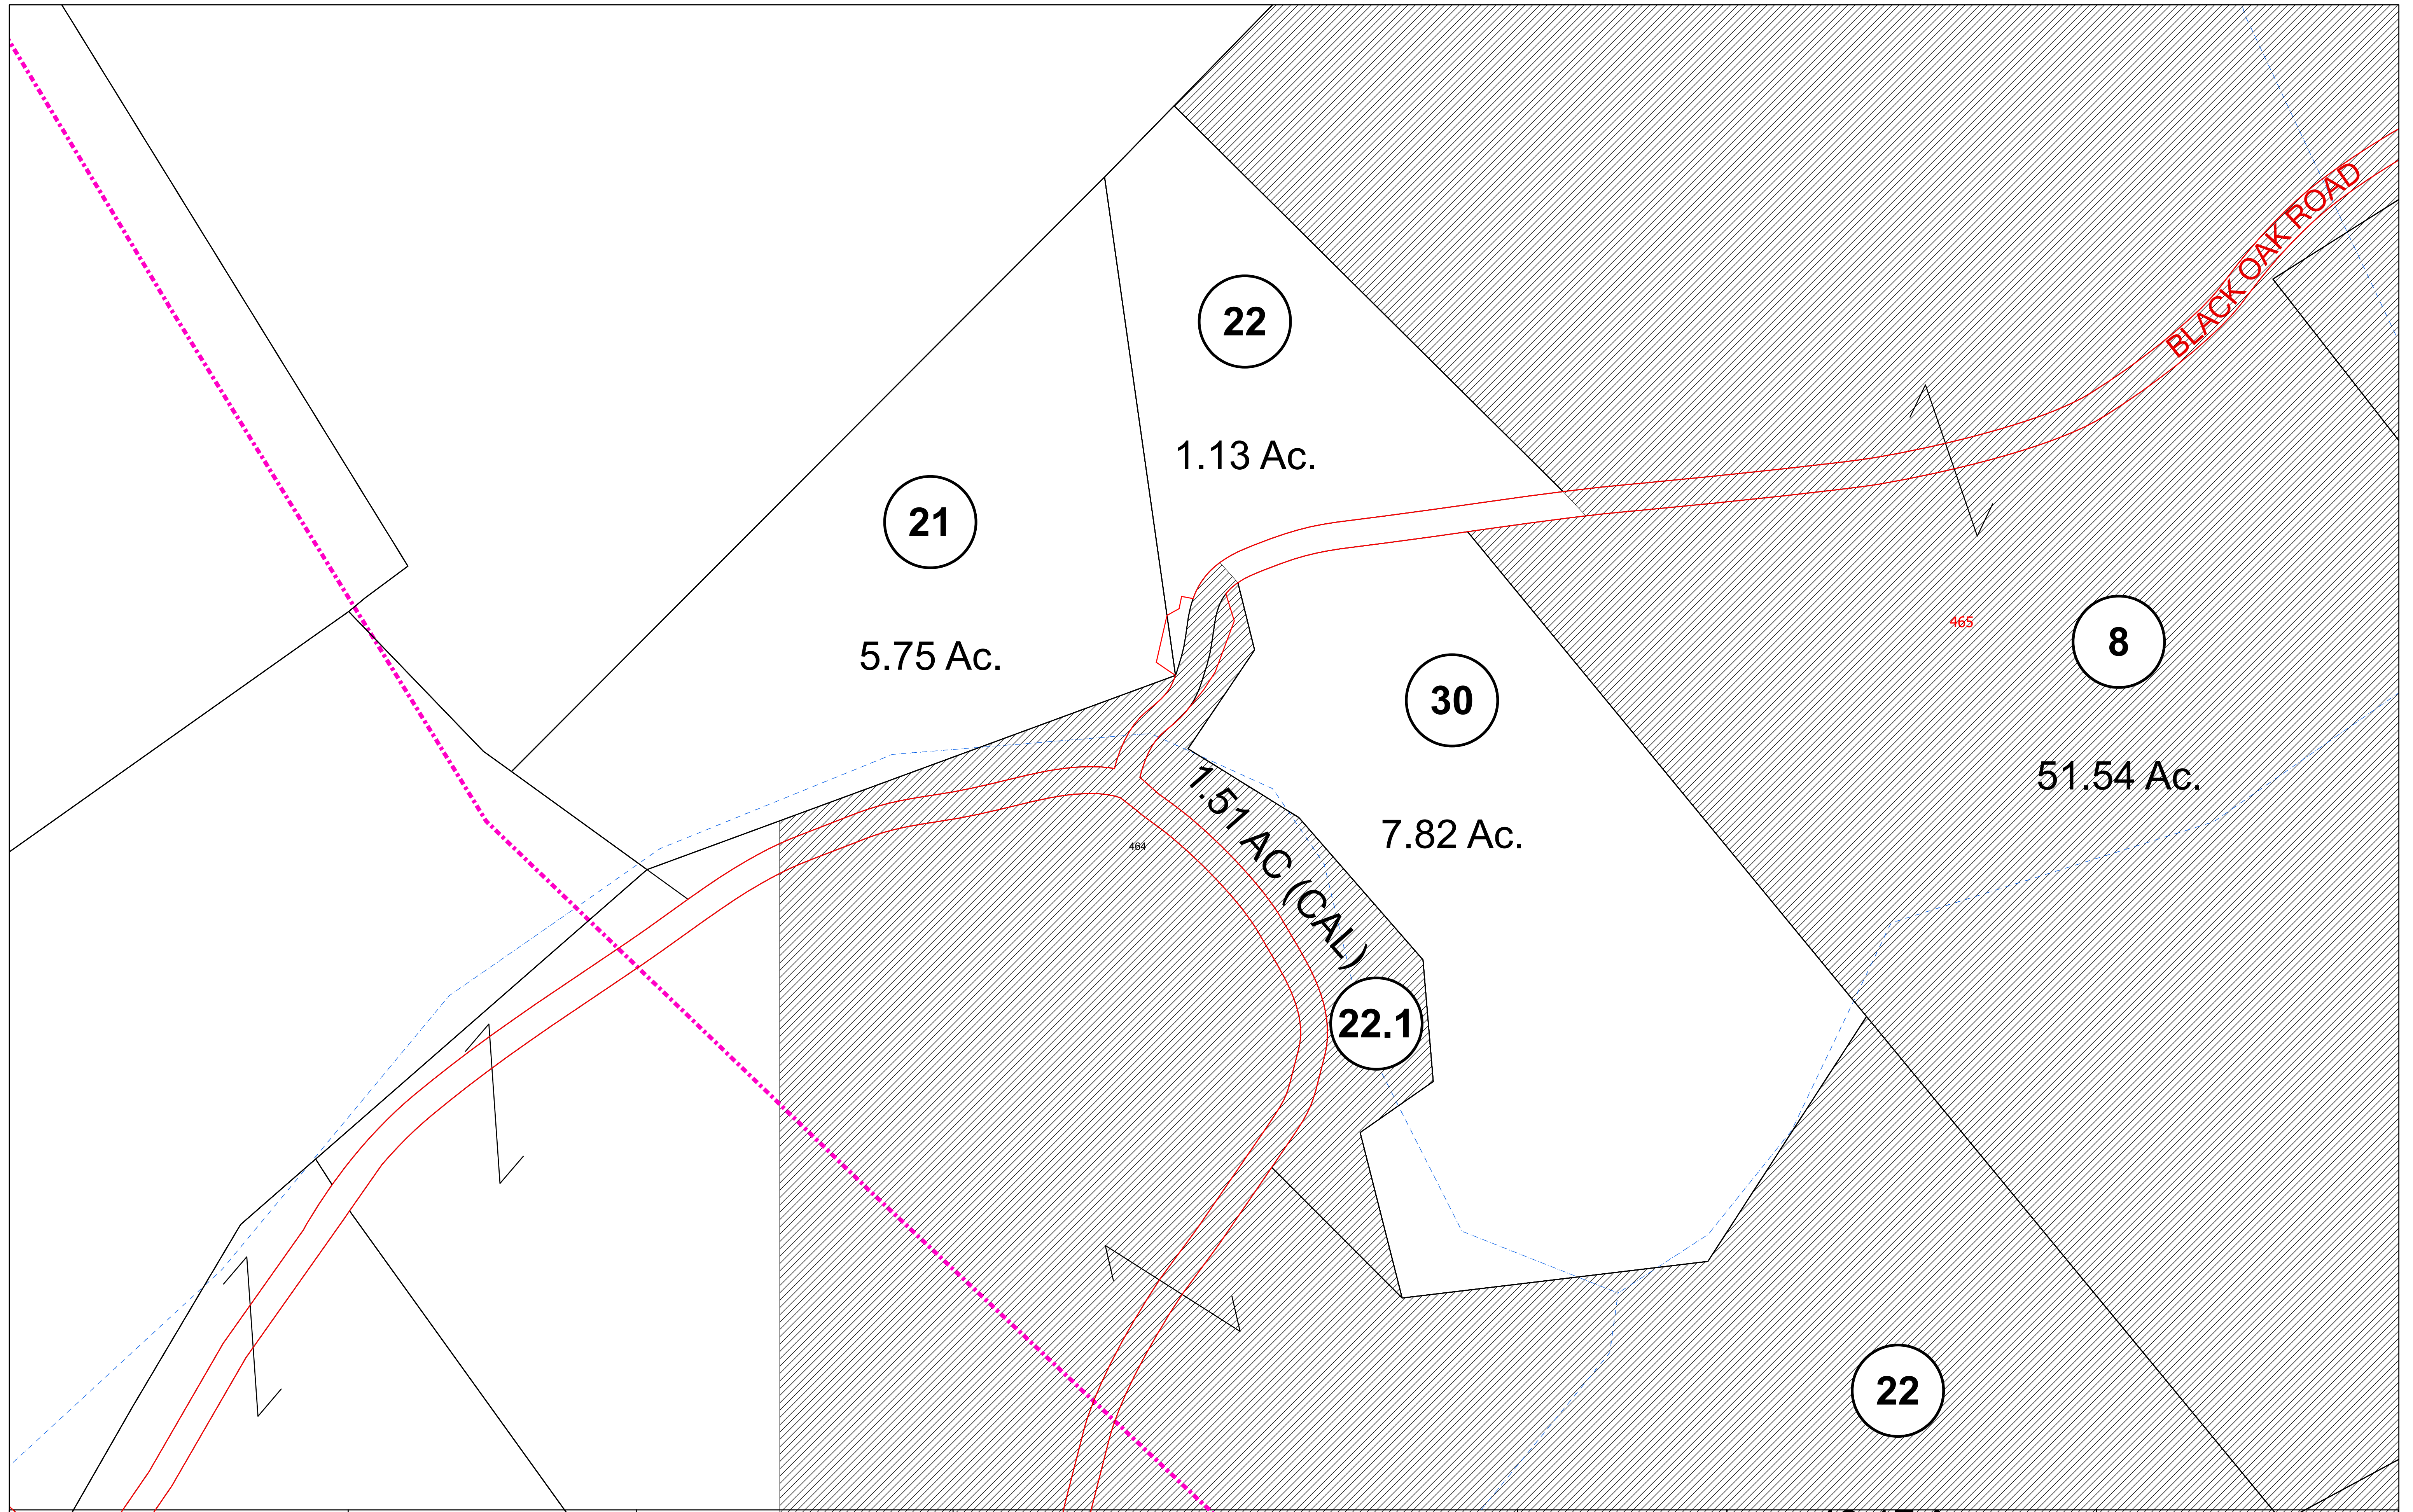 BLACK OAK ROAD
22
1.13 Ac.
21
5.75 Ac.
465
8
51.54 Ac.
30
7.82 Ac.
464
1.51 AC (CAL)
22.1
22